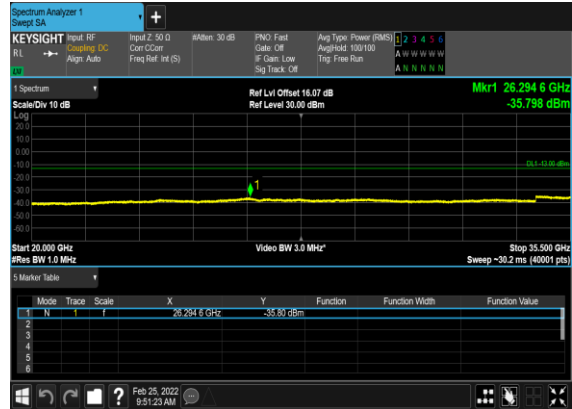 Spectrum Analyzer 1
Swept SA
+
KEYSIGHT Input: RF Input Z: 50 Ω #Atten: 30 dB PNO: Fast Avg Type: Power (RMS) 1 2 3 4 5 6
RL Coupling: DC Corr CCorr Gate: Off Avg|Hold: 100/100 A W W W W W
Align: Auto Freq Ref: Int (S) IF Gain: Low Trig: Free Run
Sig Track: Off A N N N N N
1 Spectrum Ref Lvl Offset 16.07 dB Mkr1 26.294 6 GHz
Scale/Div 10 dB Ref Level 30.00 dBm -35.798 dBm
Log
20.0
10.0
0.00
-10.0 DL1 -13.00 dBm
-20.0
-30.0 1
-40.0
-50.0
-60.0
Start 20.000 GHz Video BW 3.0 MHz* Stop 35.500 GHz
#Res BW 1.0 MHz Sweep ~30.2 ms (40001 pts)
5 Marker Table
Mode Trace Scale X Y Function Function Width Function Value
1 N 1 f 26.294 6 GHz -35.80 dBm
2
3
4
5
6
? Feb 25, 2022
9:51:23 AM